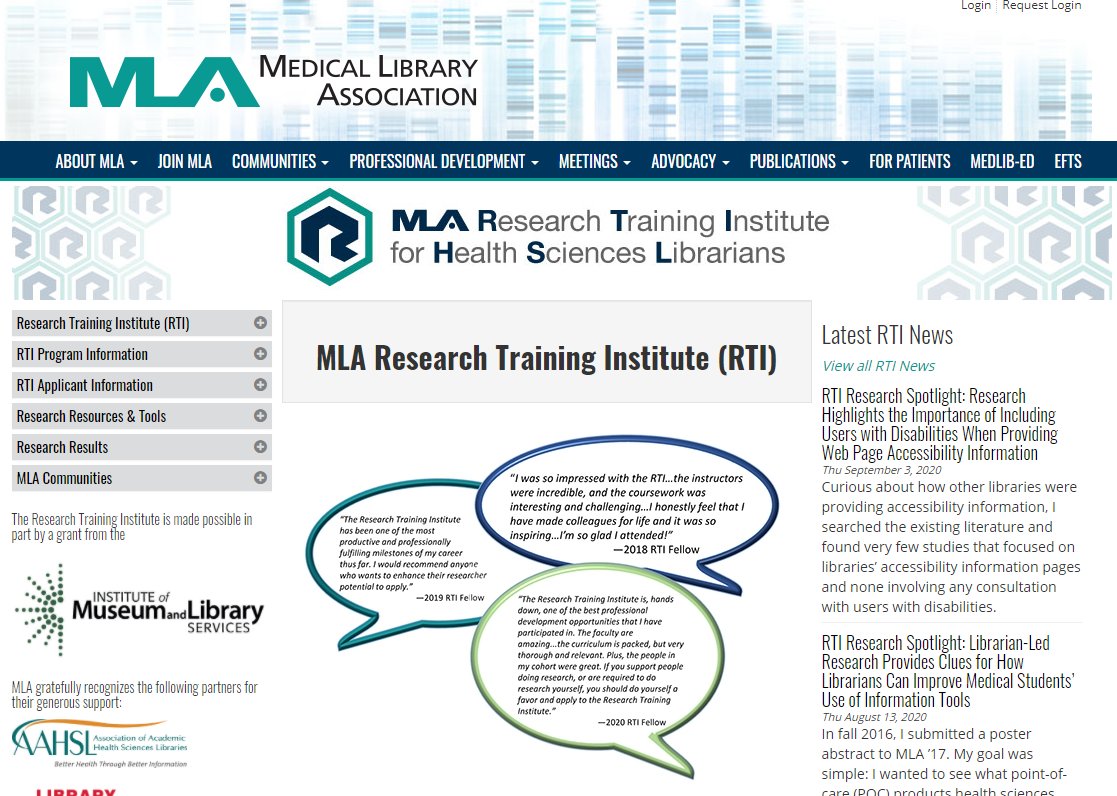 Login | Request Login
MLA MEDICAL LIBRARY
ASSOCIATION
ABOUT MLA JOIN MLA COMMUNITIES PROFESSIONAL DEVELOPMENT MEETINGS ADVOCACY PUBLICATIONS FOR PATIENTS MEDLIB-ED EFTS
MLA Research Training Institute
for Health Sciences Librarians
Research Training Institute (RTI)
RTI Program Information
RTI Applicant Information
Research Resources & Tools
Research Results
MLA Communities
The Research Training Institute is made possible in
part by a grant from the
INSTITUTE of
Museum and Library
SERVICES
MLA gratefully recognizes the following partners for
their generous support:
AAHSL Association of Academic
Health Sciences Libraries
Better Health Through Better Information
LIBRARY
MLA Research Training Institute (RTI)
"I was so impressed with the RTI...the instructors
were incredible, and the coursework was
interesting and challenging...I honestly feel that I
have made colleagues for life and it was so
inspiring...I'm so glad I attended!"
—2018 RTI Fellow
"The Research Training Institute
has been one of the most
productive and professionally
fulfilling milestones of my career
thus far. I would recommend anyone
who wants to enhance their researcher
potential to apply."
—2019 RTI Fellow
"The Research Training Institute is, hands
down, one of the best professional
development opportunities that I have
participated in. The faculty are
amazing...the curriculum is packed, but very
thorough and relevant. Plus, the people in
my cohort were great. If you support people
doing research, or are required to do
research yourself, you should do yourself a
favor and apply to the Research Training
Institute."
—2020 RTI Fellow
Latest RTI News
View all RTI News
RTI Research Spotlight: Research
Highlights the Importance of Including
Users with Disabilities When Providing
Web Page Accessibility Information
Thu September 3, 2020
Curious about how other libraries were
providing accessibility information, I
searched the existing literature and
found very few studies that focused on
libraries' accessibility information pages
and none involving any consultation
with users with disabilities.
RTI Research Spotlight: Librarian-Led
Research Provides Clues for How
Librarians Can Improve Medical Students'
Use of Information Tools
Thu August 13, 2020
In fall 2016, I submitted a poster
abstract to MLA '17. My goal was
simple: I wanted to see what point-of-
care (POC) products health sciences